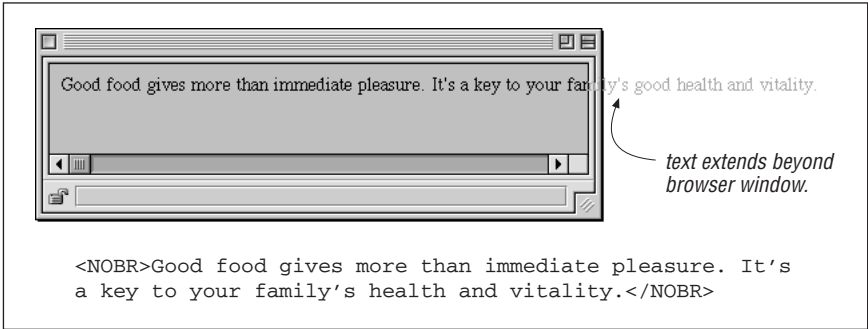 Good food gives more than immediate pleasure. It's a key to your family's good health and vitality.
text extends beyond
browser window.
<NOBR>Good food gives more than immediate pleasure. It’s
a key to your family’s health and vitality.</NOBR>